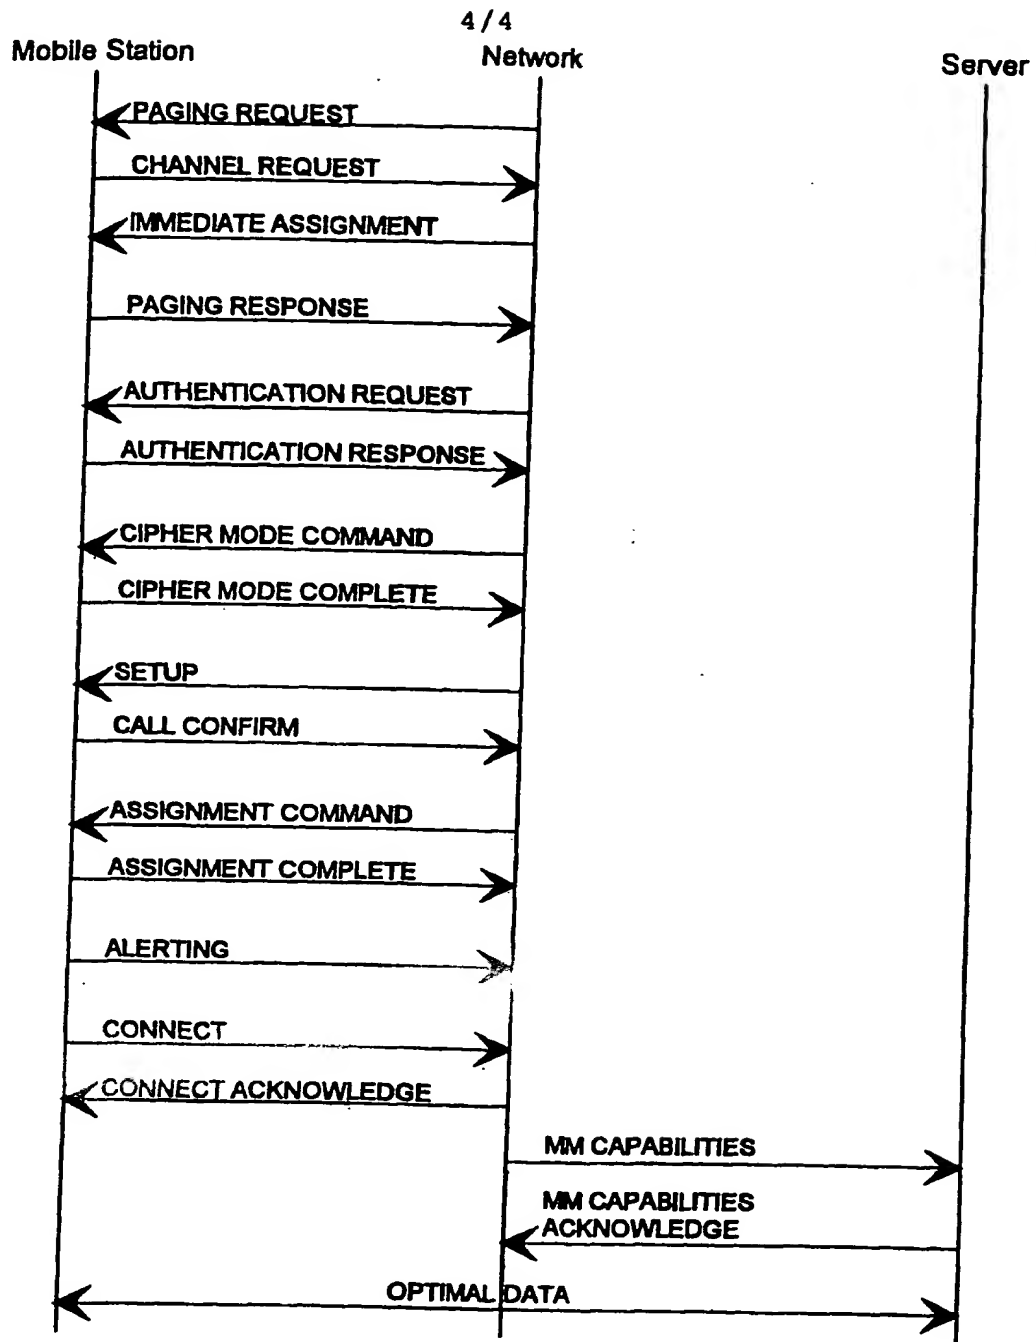 4/4
Mobile Station
Network
Server
PAGING REQUEST
CHANNEL REQUEST
IMMEDIATE ASSIGNMENT
PAGING RESPONSE
AUTHENTICATION REQUEST
AUTHENTICATION RESPONSE
CIPHER MODE COMMAND
CIPHER MODE COMPLETE
SETUP
CALL CONFIRM
ASSIGNMENT COMMAND
ASSIGNMENT COMPLETE
ALERTING
CONNECT
CONNECT ACKNOWLEDGE
MM CAPABILITIES
MM CAPABILITIES
ACKNOWLEDGE
OPTIMAL DATA